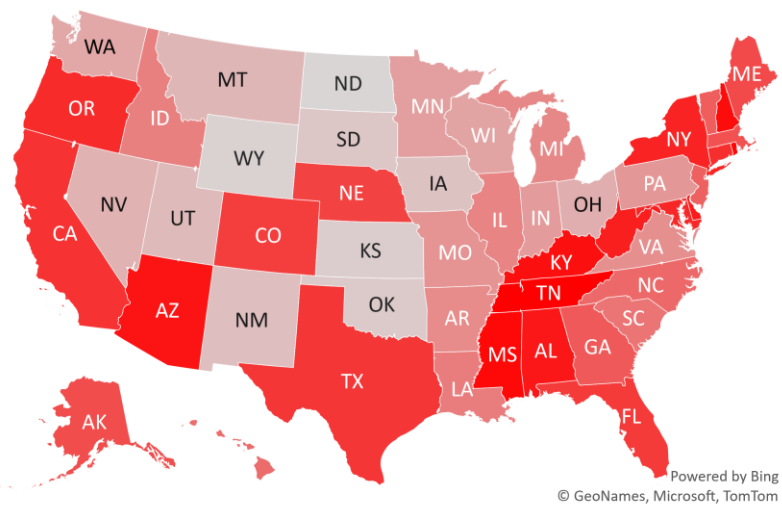 WA
MT
ND
ME
OR
ID
MN
SD
WI
MI
NY
WY
NE
IA
PA
NV
UT
CO
IL
IN
OH
CA
KS
MO
KY
VA
AZ
NM
OK
AR
TN
NC
SC
MS
AL
GA
TX
LA
AK
FL
Powered by Bing
© GeoNames, Microsoft, TomTom